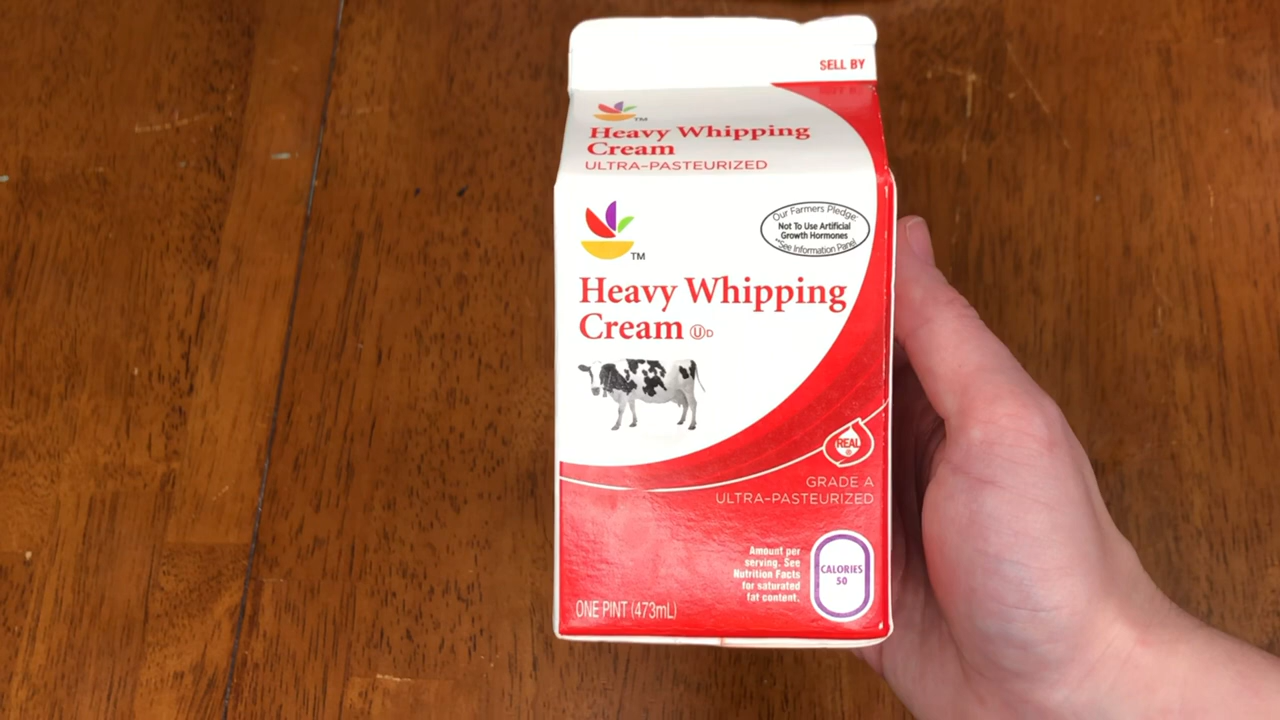 SELL BY
TM
Heavy Whipping
Cream
ULTRA-PASTEURIZED
TM
Our Farmers Pledge:
Not To Use Artificial
Growth Hormones
**See Information Panel
Heavy Whipping
Cream U D
REAL
®
GRADE A
ULTRA-PASTEURIZED
Amount per
serving. See
Nutrition Facts
for saturated
fat content.
CALORIES
50
ONE PINT (473mL)